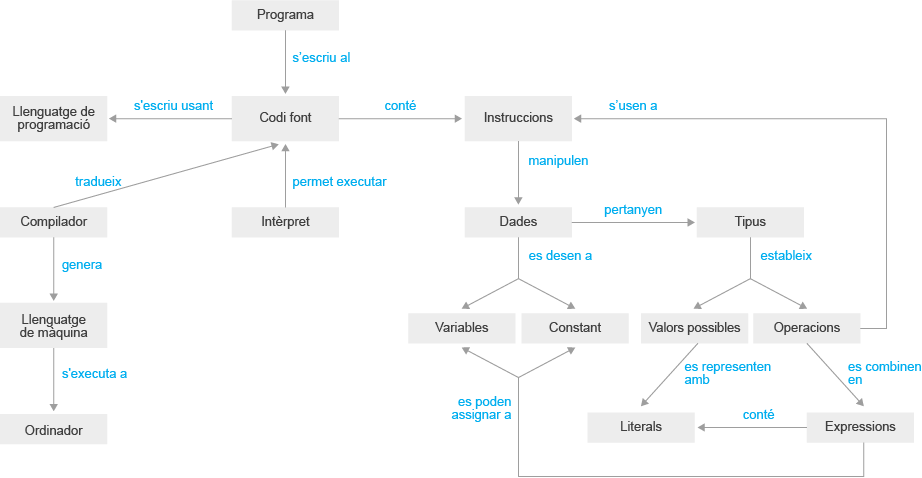 Programa
s'escriu al
Llenguatge de
programació
s'escriu usant
Codi font
conté
Instruccions
s'usen a
tradueix
permet executar
manipulen
Compilador
Intèrpret
Dades
pertanyen
Tipus
genera
es desen a
estableix
Llenguatge
de màquina
Variables
Constant
Valors possibles
Operacions
s'executa a
es representen
amb
es combinen
en
es poden
assignar a
Ordinador
Literals
conté
Expressions